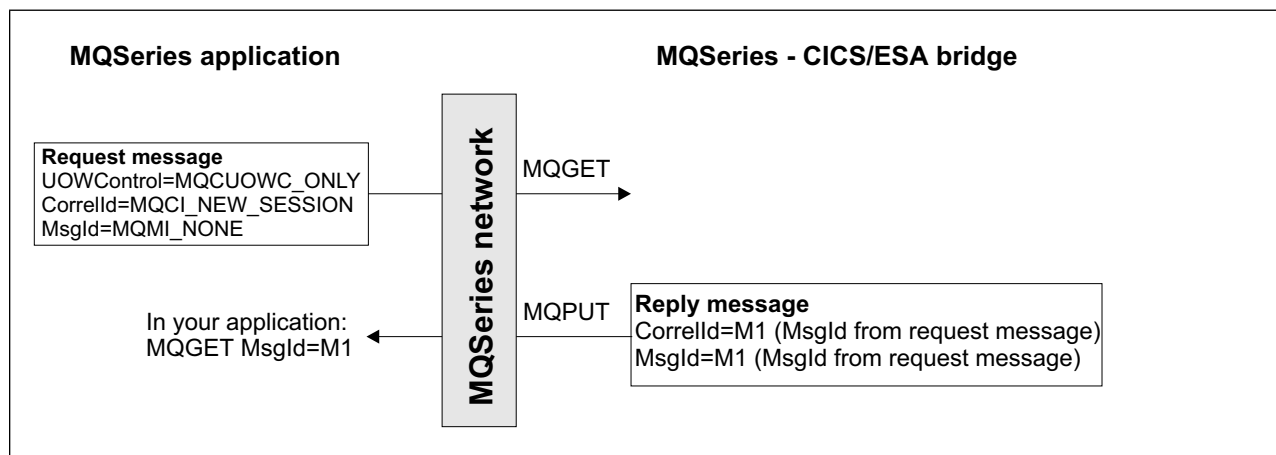 MQSeries application
MQSeries - CICS/ESA bridge
Request message
UOWControl=MQCUOWC_ONLY
CorrelId=MQCI_NEW_SESSION
MsgId=MQMI_NONE
MQSeries network
MQGET
In your application:
MQGET MsgId=M1
MQPUT
Reply message
CorrelId=M1 (MsgId from request message)
MsgId=M1 (MsgId from request message)